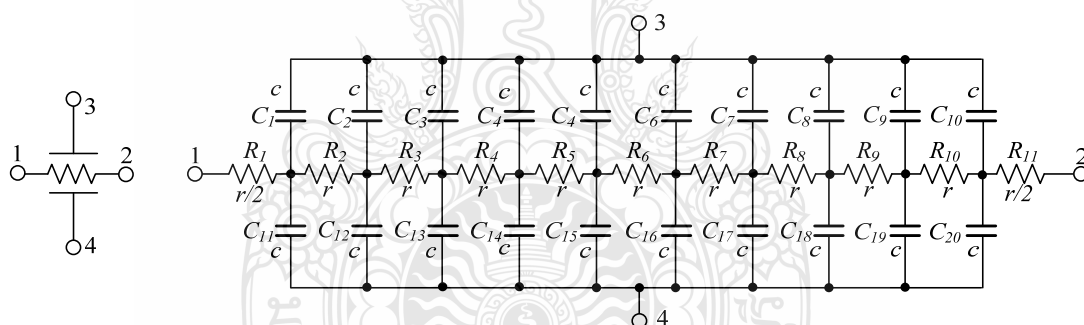 3
c c c c c c c c c c
C1 C2 C3 C4 C4 C6 C7 C8 C9 C10
3
1 2
1 R1 R2 R3 R4 R5 R6 R7 R8 R9 R10 R11 2
r/2 r r r r r r r r r r/2
4
C11 C12 C13 C14 C15 C16 C17 C18 C19 C20
c c c c c c c c c c
4